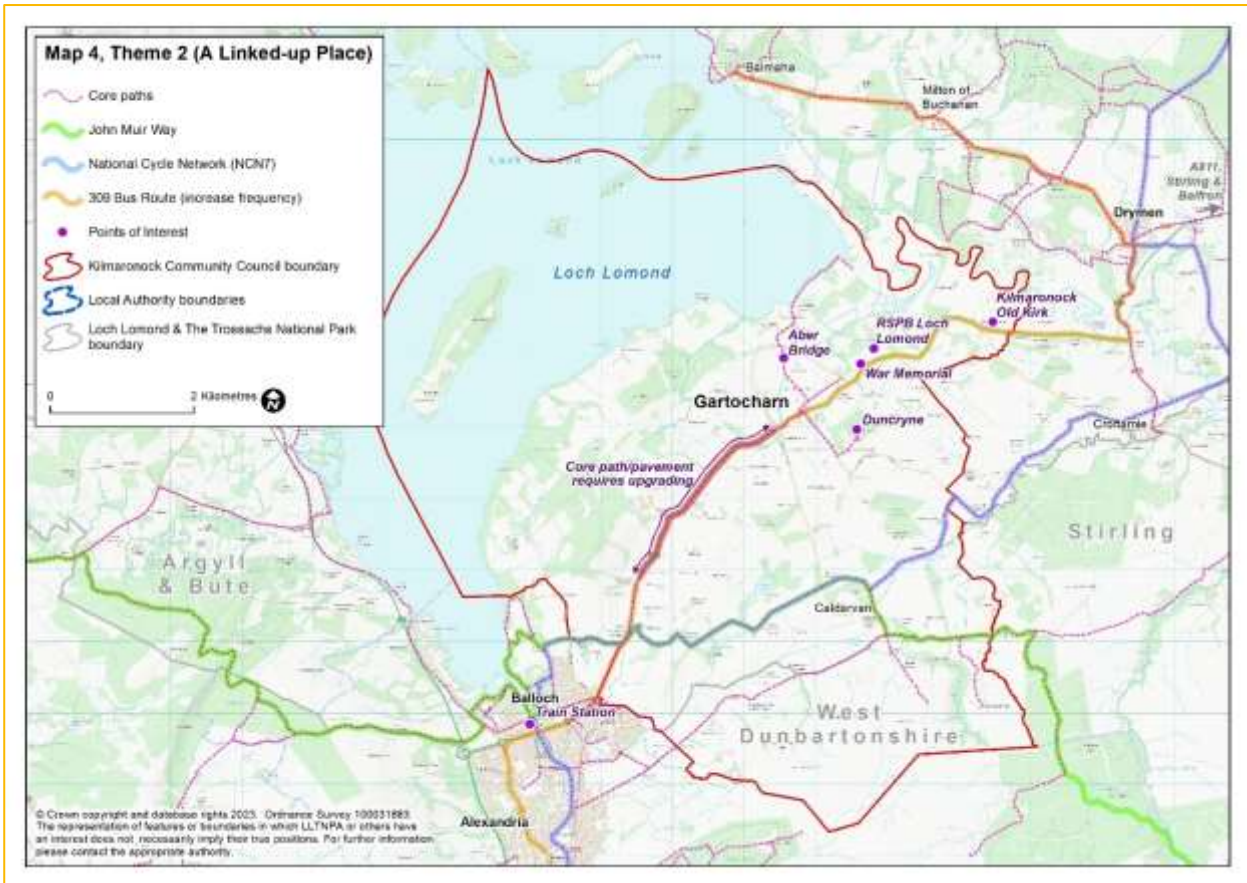 Map 4, Theme 2 (A Linked-up Place)
Core paths
John Muir Way
National Cycle Network (NCN7)
309 Bus Route (increase frequency)
Points of Interest
Kilmaronock Community Council boundary
Local Authority boundaries
Loch Lomond & The Trossachs National Park
boundary
0
2 Kilometres
N
Balmaha
Milton of
Buchanan
A811,
Stirling &
Balfron
Drymen
Loch Lomond
Loch Lomond
Kilmaronock
Old Kirk
RSPB Loch
Lomond
Aber
Bridge
War Memorial
Gartocharn
Duncryne
Croftamie
Core path/pavement
requires upgrading
Stirling
Argyll
& Bute
Caldarvan
Balloch
Train Station
West
Dunbartonshire
Alexandria
© Crown copyright and database rights 2023. Ordnance Survey 100031883.
The representation of features or boundaries in which LLTNPA or others have
an interest does not necessarily imply their true positions. For further information
please contact the appropriate authority.